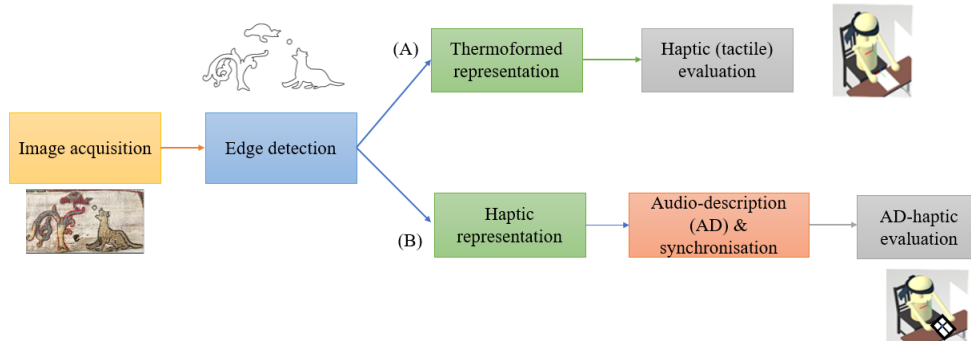 (A)
Thermoformed
representation
Haptic (tactile)
evaluation
Image acquisition
Edge detection
(B)
Haptic
representation
Audio-description
(AD) &
synchronisation
AD-haptic
evaluation